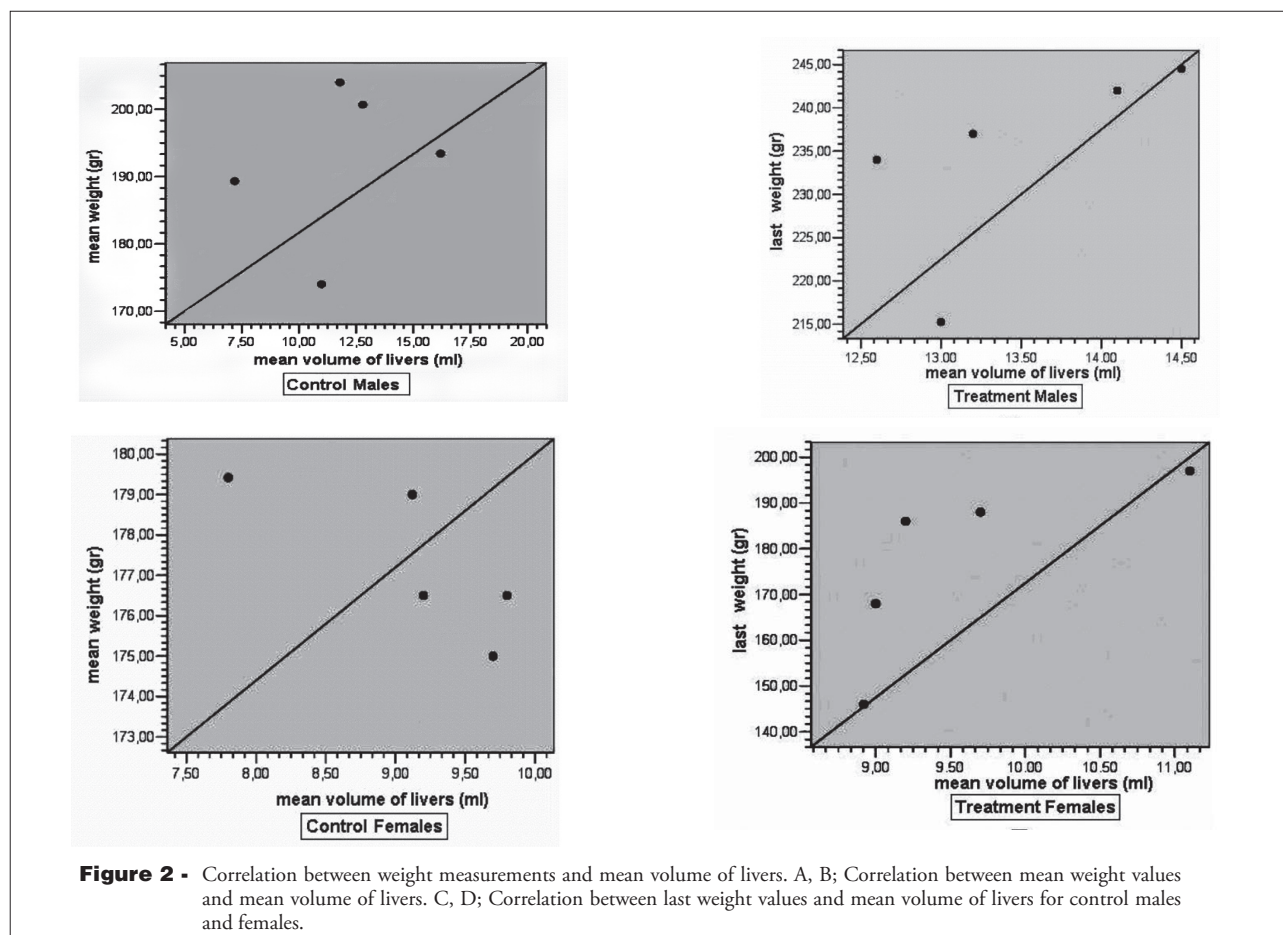 200,00
190,00
180,00
170,00
mean weight (gr)
5,00 7,50 10,00 12,50 15,00 17,50 20,00
mean volume of livers (ml)
Control Males
245,00
240,00
235,00
230,00
225,00
220,00
215,00
last weight (gr)
12,50 13.00 13.50 14.00 14,50
mean volume of livers (ml)
Treatment Males
180,00
179,00
178,00
177,00
176,00
175,00
174,00
173,00
mean weight (gr)
7,50 8,00 8,50 9,00 9,50 10,00
mean volume of livers (ml)
Control Females
200,00
190,00
180,00
170,00
160,00
150,00
140,00
last weight (gr)
9,00 9.50 10.00 10.50 11,00
mean volume of livers (ml)
Treatment Females
Figure 2 - Correlation between weight measurements and mean volume of livers. A, B; Correlation between mean weight values
and mean volume of livers. C, D; Correlation between last weight values and mean volume of livers for control males
and females.